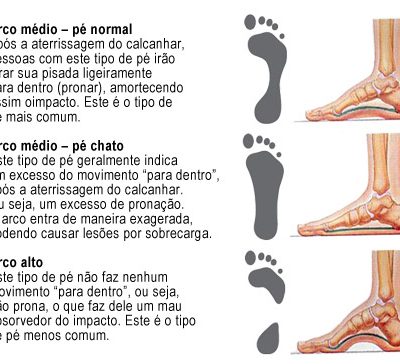 rco médio – pé normal
pós a aterrissagem do calcanhar,
essoas com este tipo de pé irão
rar sua pisada ligeiramente
ara dentro (pronar), amortecendo
ssim oimpacto. Este é o tipo de
é mais comum.
rco médio – pé chato
ste tipo de pé geralmente indica
m excesso do movimento “para dentro”,
pós a aterrissagem do calcanhar.
u seja, um excesso de pronação.
arco entra de maneira exagerada,
odendo causar lesões por sobrecarga.
rco alto
ste tipo de pé não faz nenhum
ovimento “para dentro”, ou seja,
ão prona, o que faz dele um mau
bsorvedor do impacto. Este é o tipo
e pé menos comum.